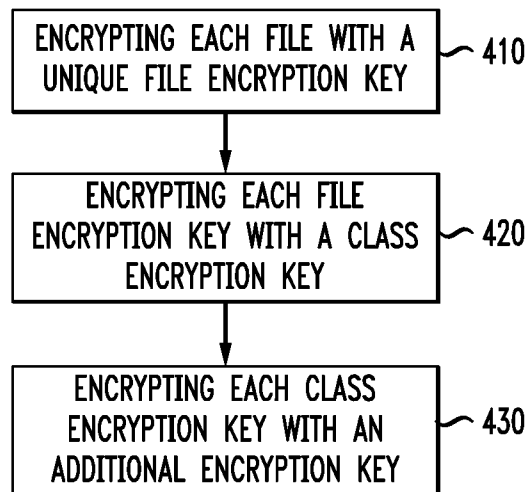 ENCRYPTING EACH FILE WITH A
UNIQUE FILE ENCRYPTION KEY
410
ENCRYPTING EACH FILE
ENCRYPTION KEY WITH A CLASS
ENCRYPTION KEY
420
ENCRYPTING EACH CLASS
ENCRYPTION KEY WITH AN
ADDITIONAL ENCRYPTION KEY
430